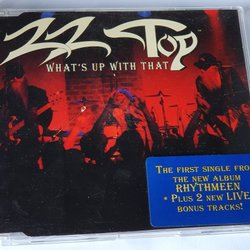 ZZ TOP
WHAT'S UP WITH THAT
THE FIRST SINGLE FROM
THE NEW ALBUM
RHYTHMEEN
* PLUS 2 NEW LIVE
BONUS TRACKS!